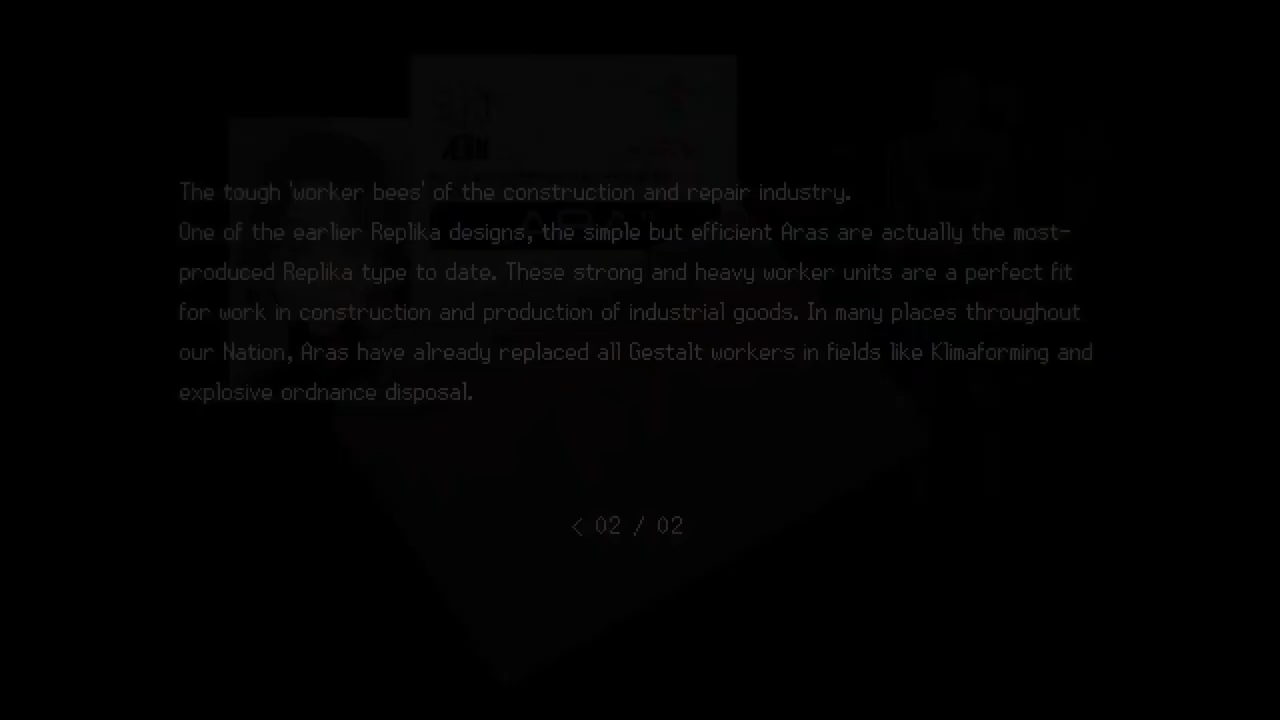 ÆON
The tough 'worker bees' of the construction and repair industry.
One of the earlier Replika designs, the simple but efficient Aras are actually the most-
produced Replika type to date. These strong and heavy worker units are a perfect fit
for work in construction and production of industrial goods. In many places throughout
our Nation, Aras have already replaced all Gestalt workers in fields like Klimaforming and
explosive ordnance disposal.
< 02 / 02